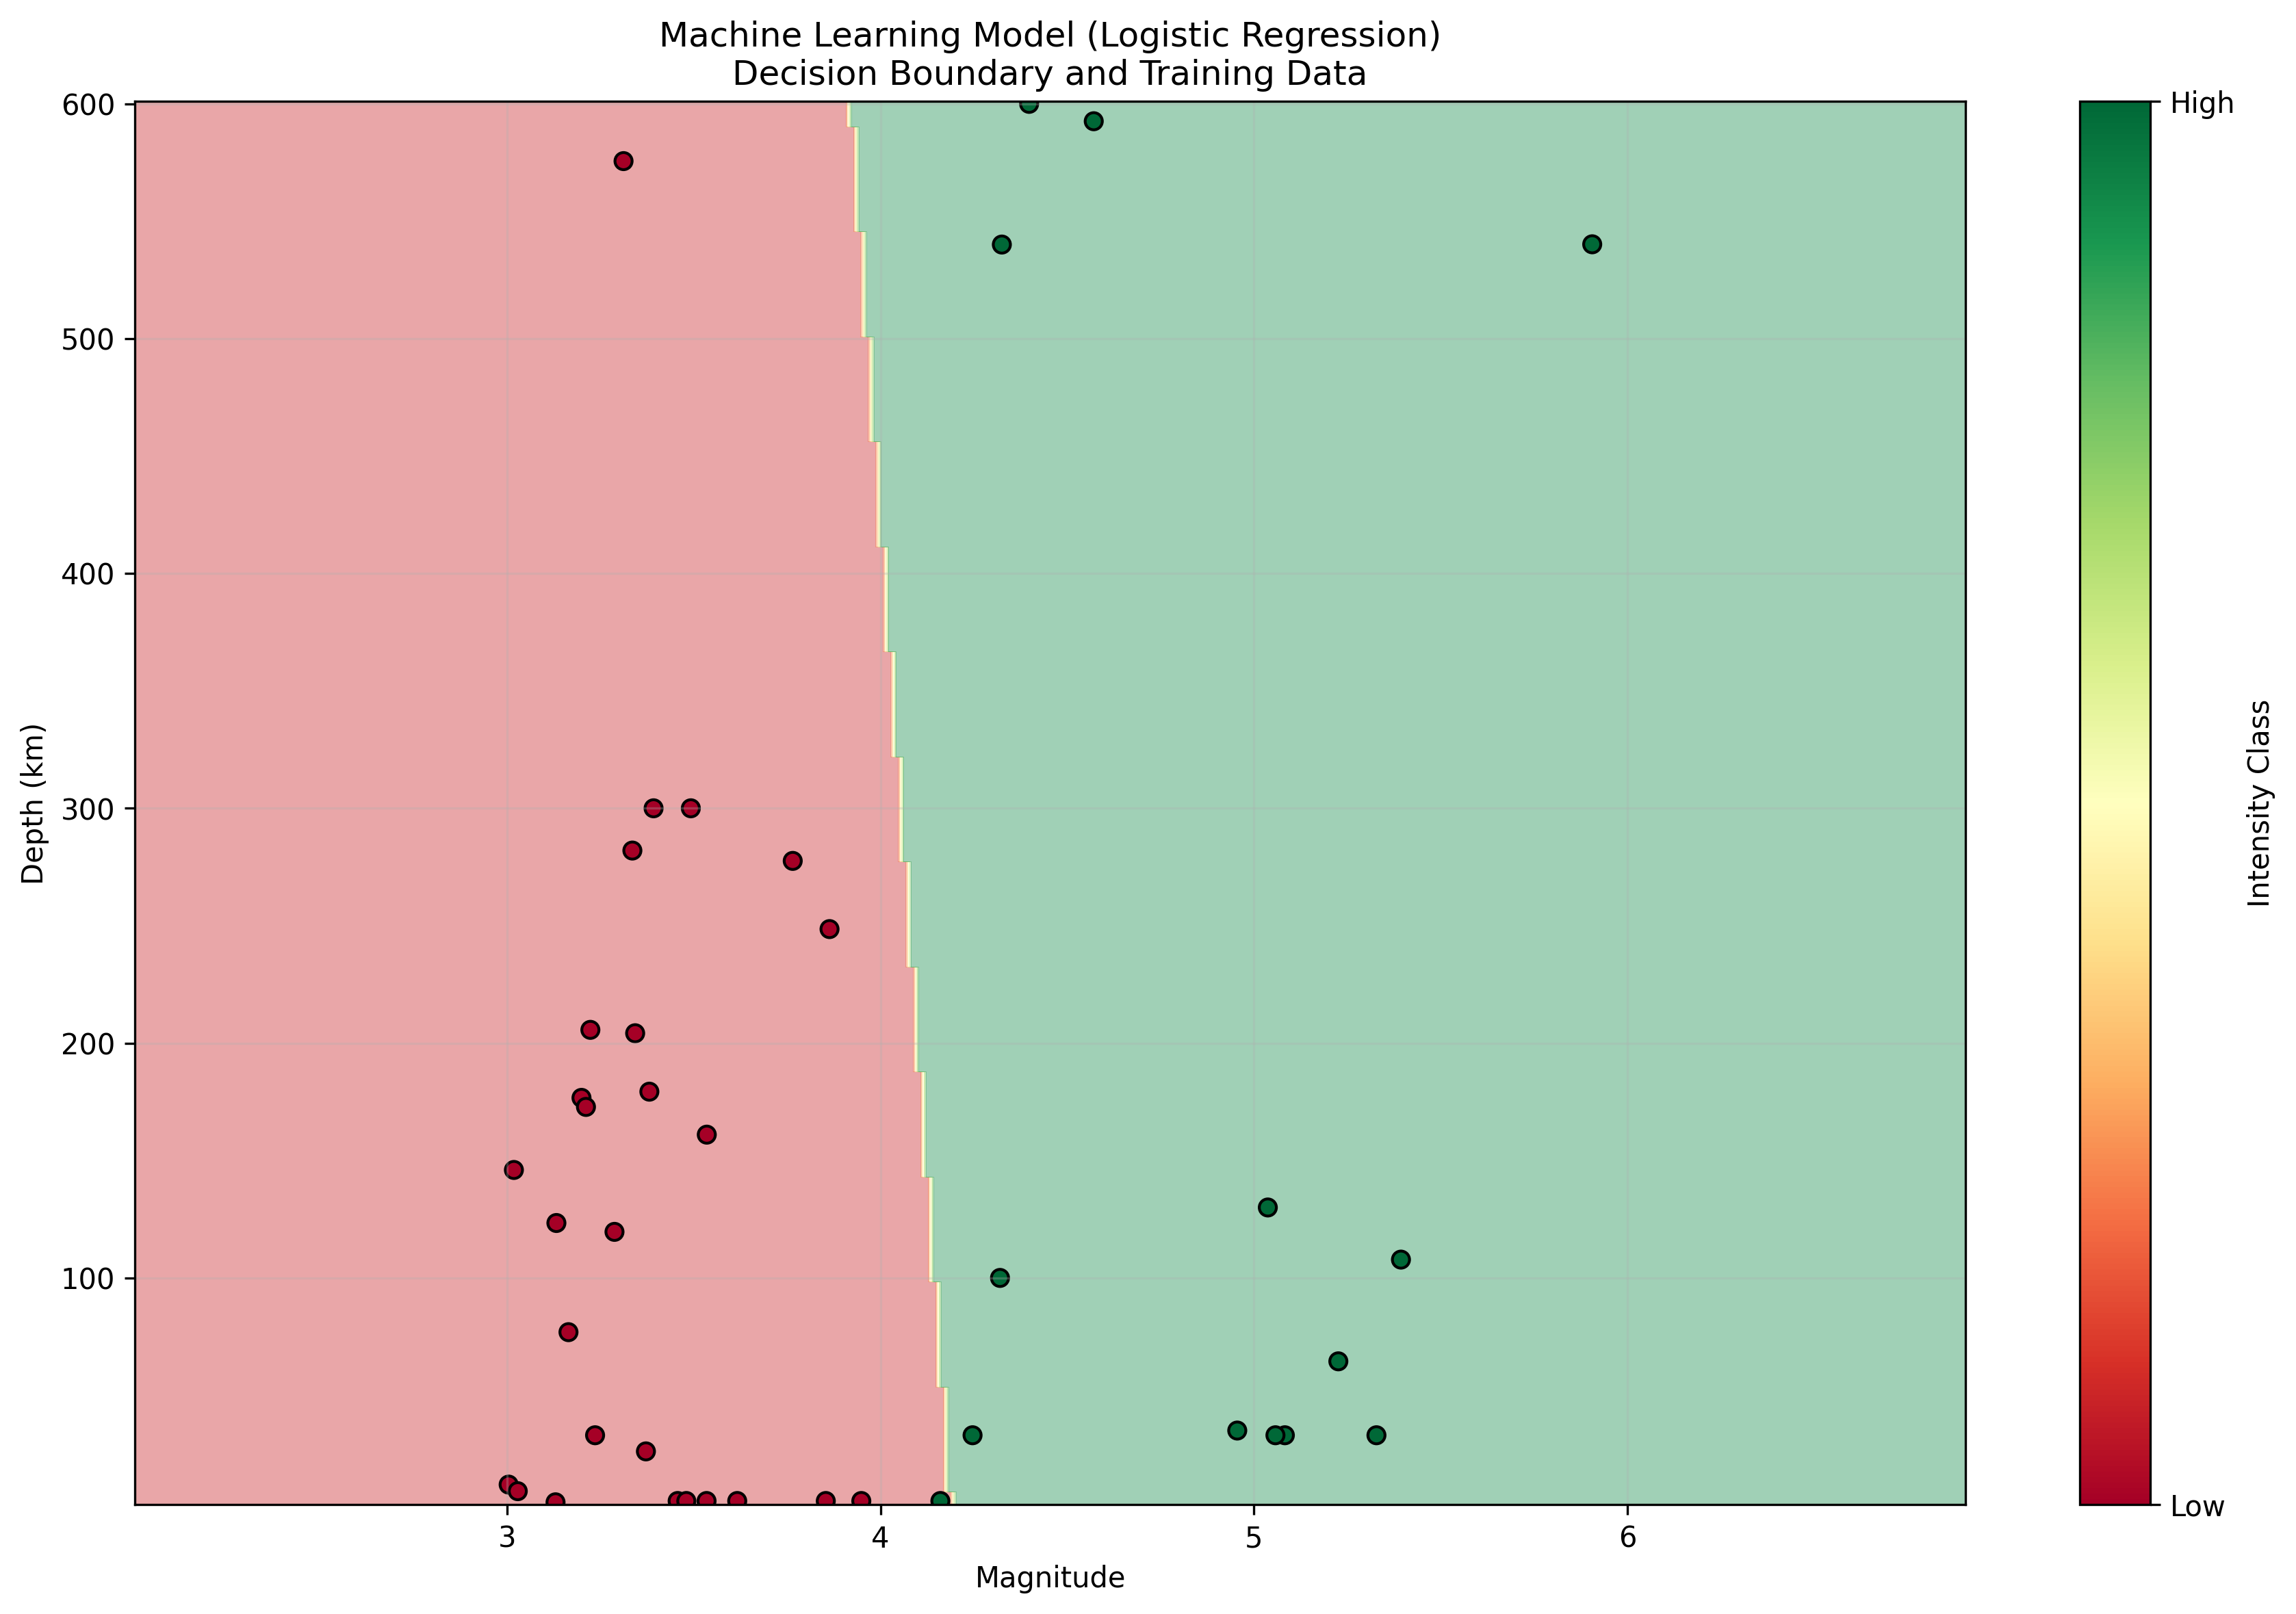 Machine Learning Model (Logistic Regression)
Decision Boundary and Training Data
600
500
400
300
200
100
Depth (km)
3
4
5
6
Magnitude
High
Low
Intensity Class